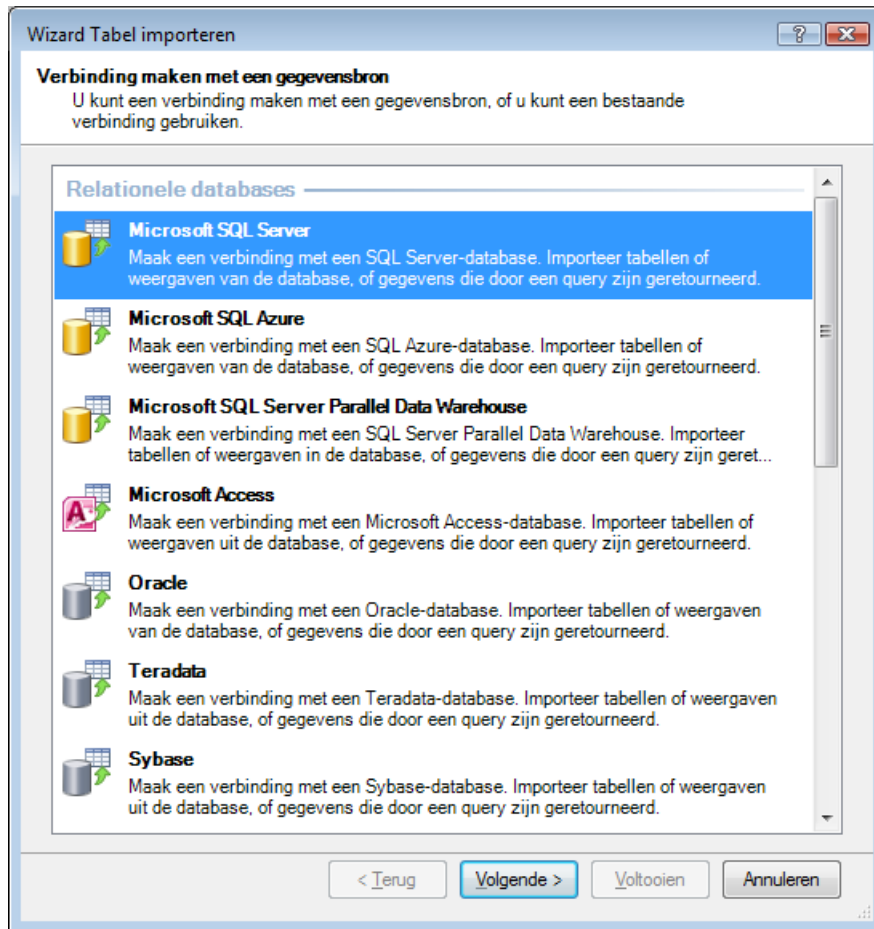 Wizard Tabel importeren
Verbinding maken met een gegevensbron
U kunt een verbinding maken met een gegevensbron, of u kunt een bestaande
verbinding gebruiken.
Relationele databases
Microsoft SQL Server
Maak een verbinding met een SQL Server-database. Importeer tabellen of
weergaven van de database, of gegevens die door een query zijn geretourneerd.
Microsoft SQL Azure
Maak een verbinding met een SQL Azure-database. Importeer tabellen of
weergaven van de database, of gegevens die door een query zijn geretourneerd.
Microsoft SQL Server Parallel Data Warehouse
Maak een verbinding met een SQL Server Parallel Data Warehouse. Importeer
tabellen of weergaven in de database, of gegevens die door een query zijn geret...
Microsoft Access
Maak een verbinding met een Microsoft Access-database. Importeer tabellen of
weergaven uit de database, of gegevens die door een query zijn geretourneerd.
Oracle
Maak een verbinding met een Oracle-database. Importeer tabellen of weergaven
van de database, of gegevens die door een query zijn geretourneerd.
Teradata
Maak een verbinding met een Teradata-database. Importeer tabellen of weergaven
uit de database, of gegevens die door een query zijn geretourneerd.
Sybase
Maak een verbinding met een Sybase-database. Importeer tabellen of weergaven
uit de database, of gegevens die door een query zijn geretourneerd.
< Terug Volgende > Voltooien Annuleren